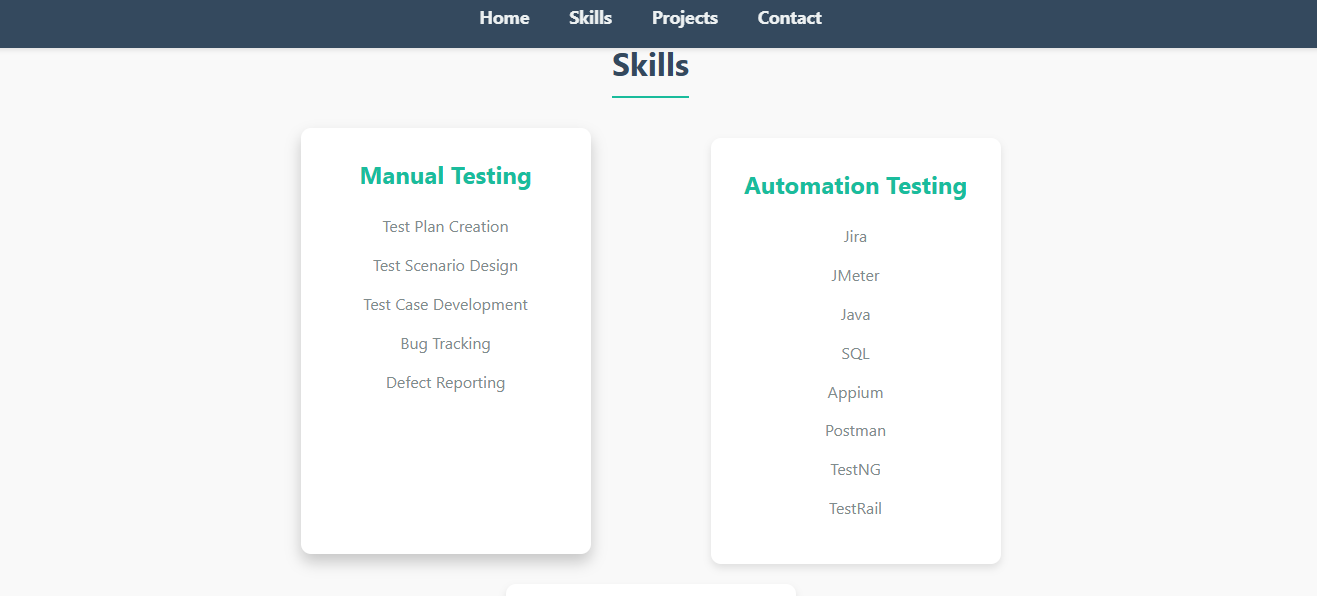 Home Skills Projects Contact
Skills
Manual Testing
Test Plan Creation
Test Scenario Design
Test Case Development
Bug Tracking
Defect Reporting
Automation Testing
Jira
JMeter
Java
SQL
Appium
Postman
TestNG
TestRail